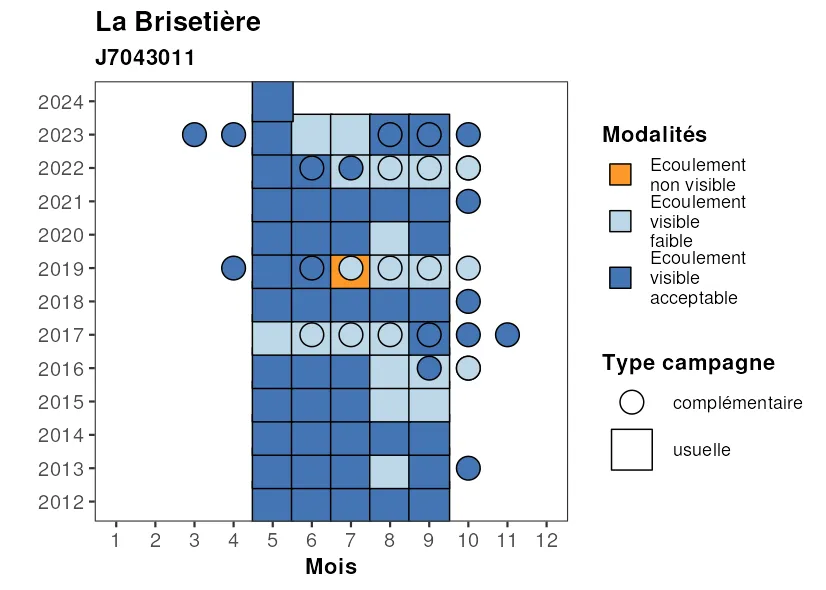 La Brisetière
J7043011
2024
2023
2022
2021
2020
2019
2018
2017
2016
2015
2014
2013
2012
1 2 3 4 5 6 7 8 9 10 11 12
Mois
Modalités
Ecoulement
non visible
Ecoulement
visible
faible
Ecoulement
visible
acceptable
Type campagne
complémentaire
usuelle